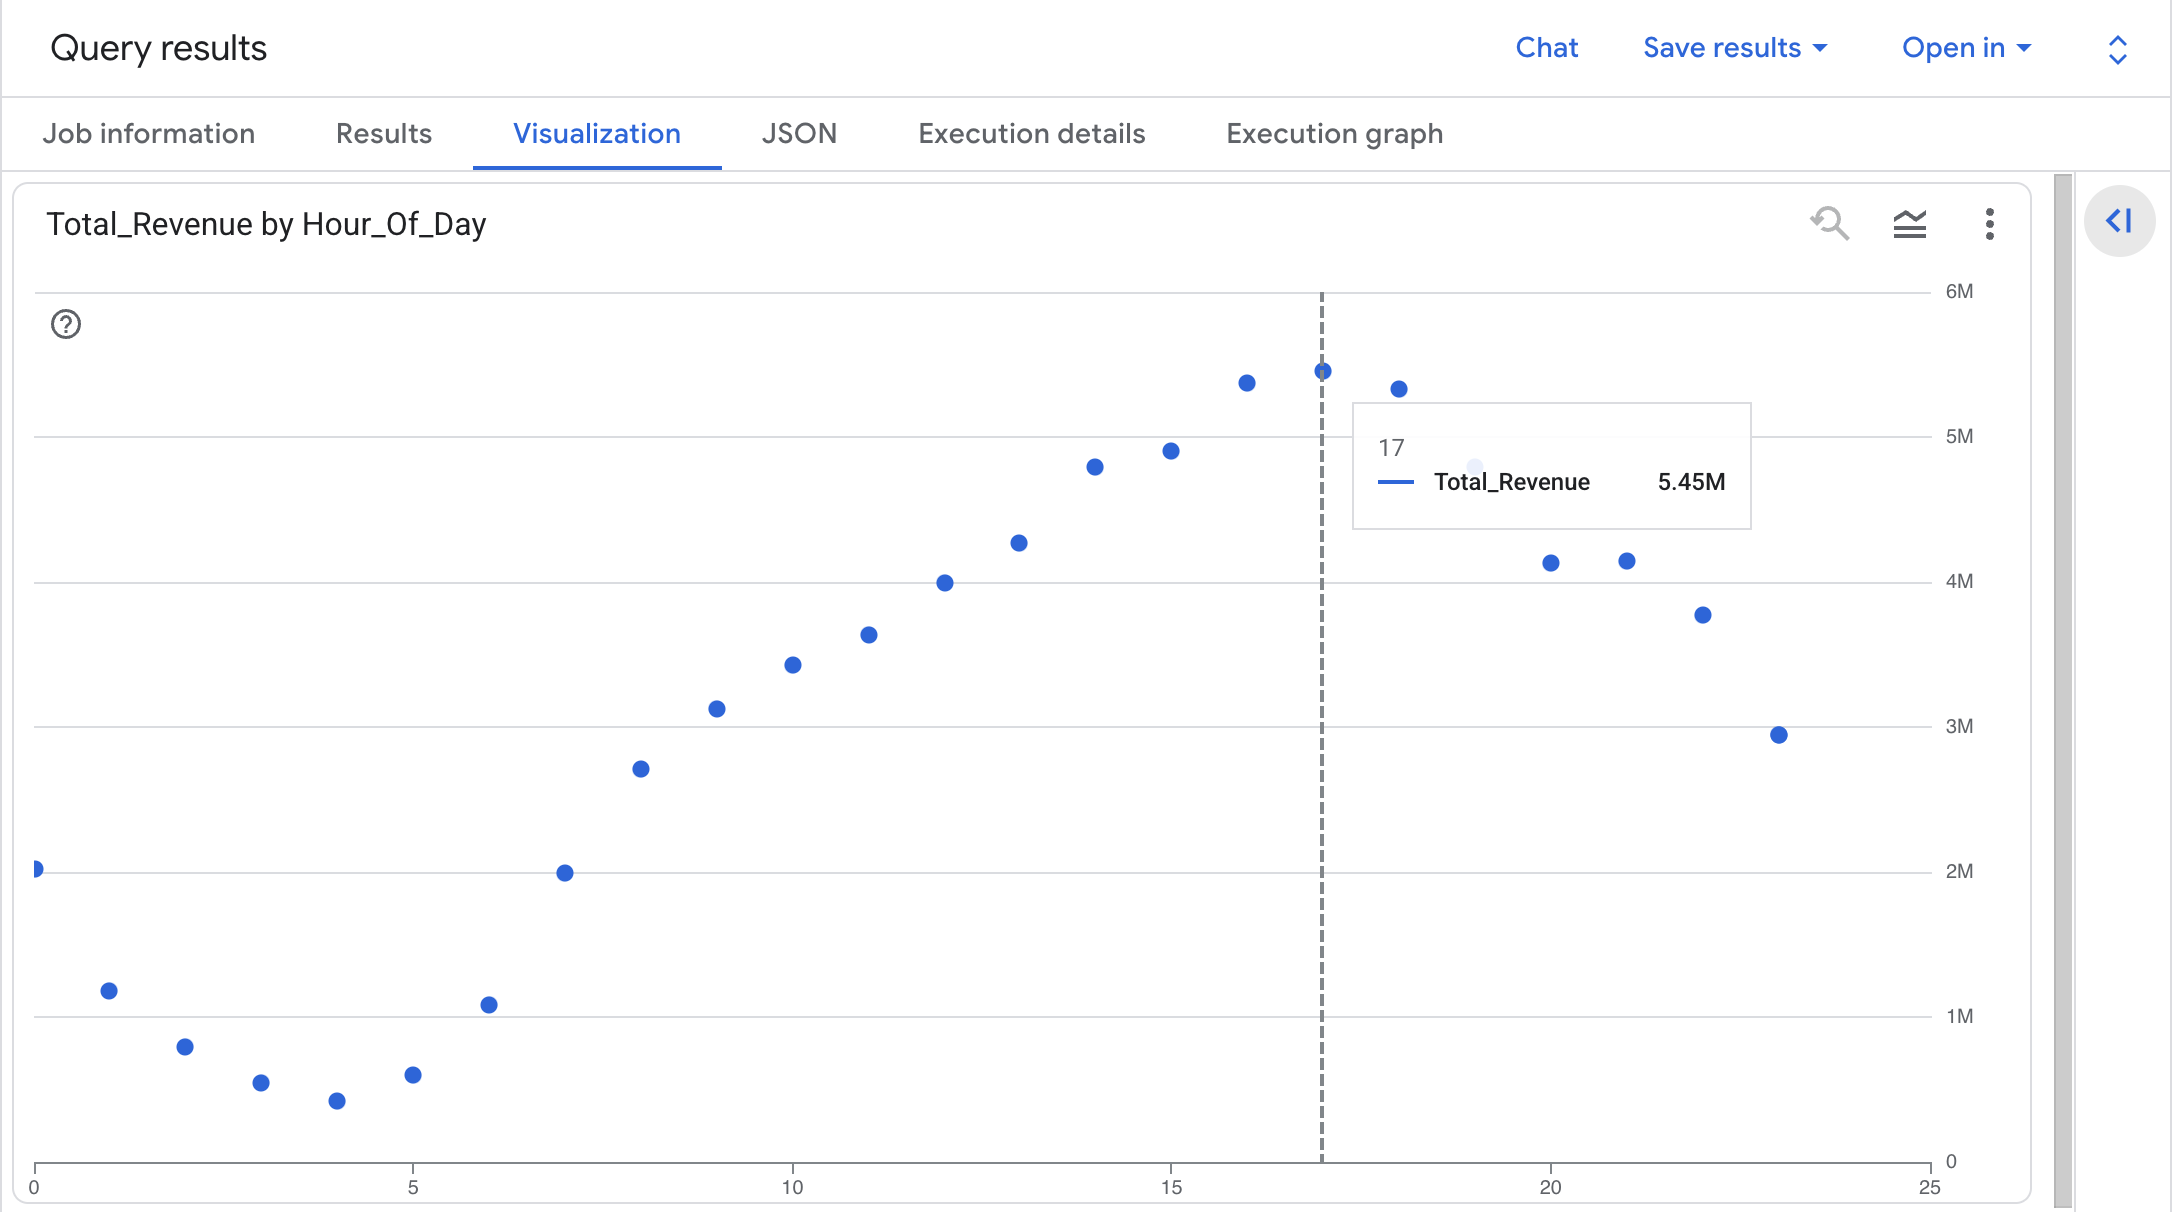 Query results
Chat
Save results
Open in
Job information
Results
Visualization
JSON
Execution details
Execution graph
Total_Revenue by Hour_Of_Day
6M
5M
17
Total_Revenue 5.45M
4M
3M
2M
1M
0
0 5 10 15 20 25